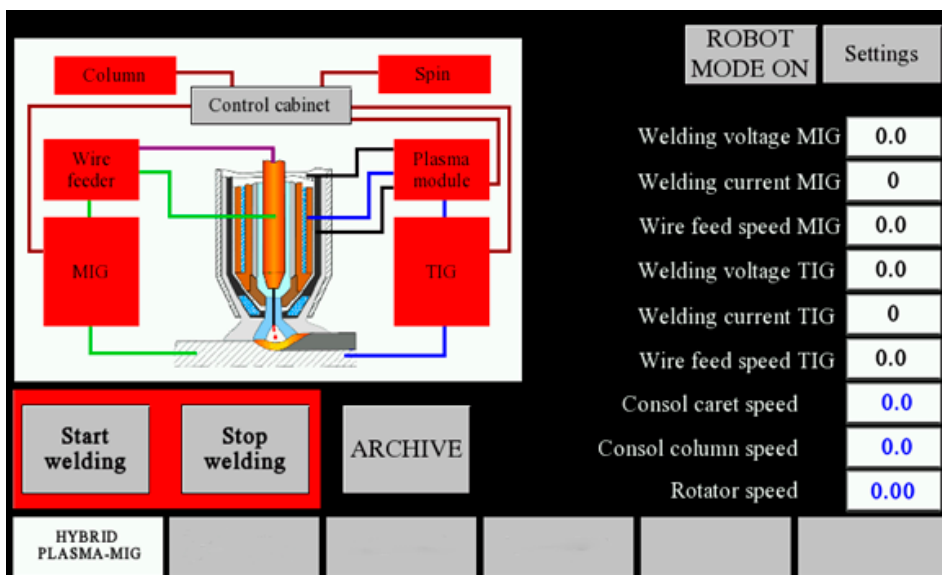 ROBOT
MODE ON
Settings
Column
Spin
Control cabinet
Wire
feeder
Plasma
module
MIG
TIG
Welding voltage MIG 0.0
Welding current MIG 0
Wire feed speed MIG 0.0
Welding voltage TIG 0.0
Welding current TIG 0
Wire feed speed TIG 0.0
Consol caret speed 0.0
Consol column speed 0.0
Rotator speed 0.00
Start
welding
Stop
welding
ARCHIVE
HYBRID
PLASMA-MIG